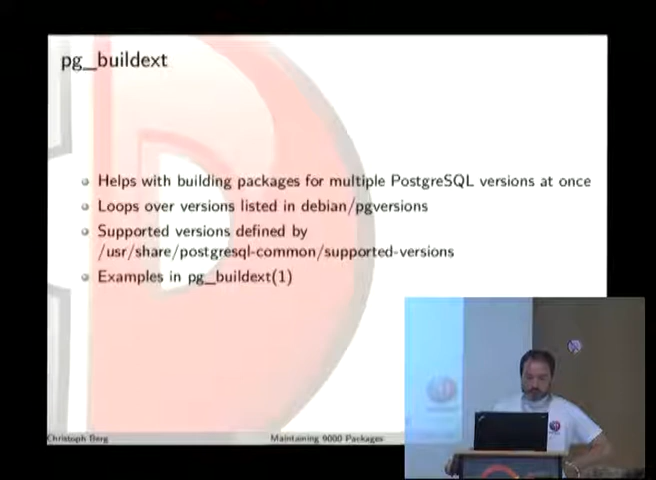 pg_buildext
Helps with building packages for multiple PostgreSQL versions at once
Loops over versions listed in debian/pgversions
Supported versions defined by
/usr/share/postgresql-common/supported-versions
Examples in pg_buildext(1)
Christoph Berg
Maintaining 9000 Packages